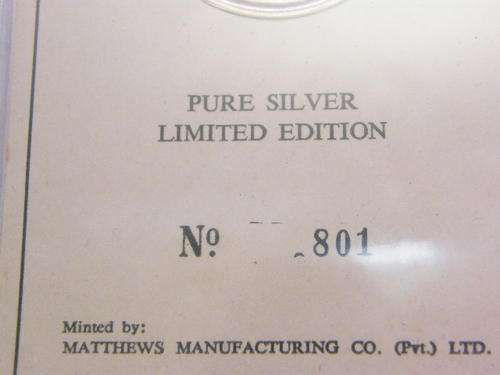 PURE SILVER
LIMITED EDITION
No. 801
Minted by:
MATTHEWS MANUFACTURING CO. (Pvt.) LTD.